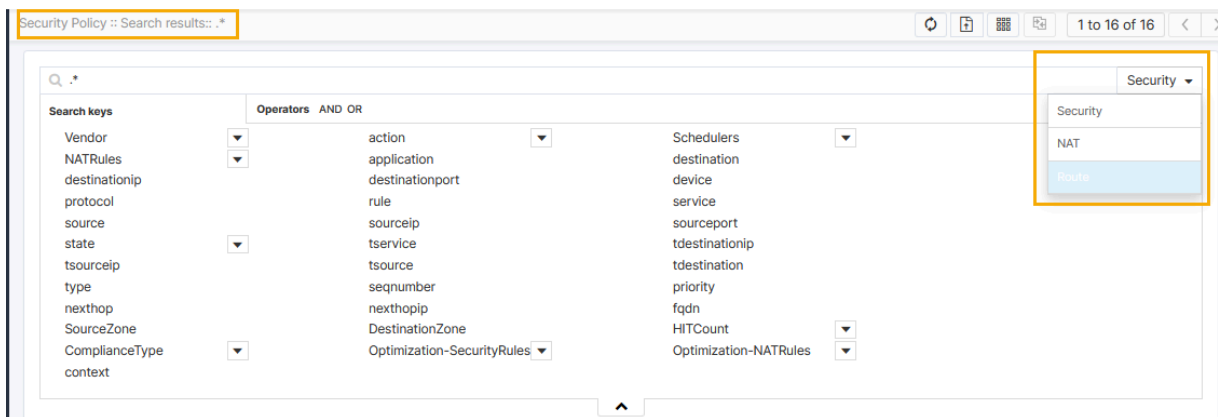 Security Policy :: Search results:: .*
1 to 16 of 16
.*
Security
Search keys
Operators AND OR
Security
NAT
Route
Vendor action Schedulers
NATRules application destination
destinationip destinationport device
protocol rule service
source sourceip sourceport
state tservice tdestinationip
tsourceip tsource tdestination
type seqnumber priority
nexthop nexthopip fqdn
SourceZone DestinationZone HITCount
ComplianceType Optimization-SecurityRules Optimization-NATRules
context